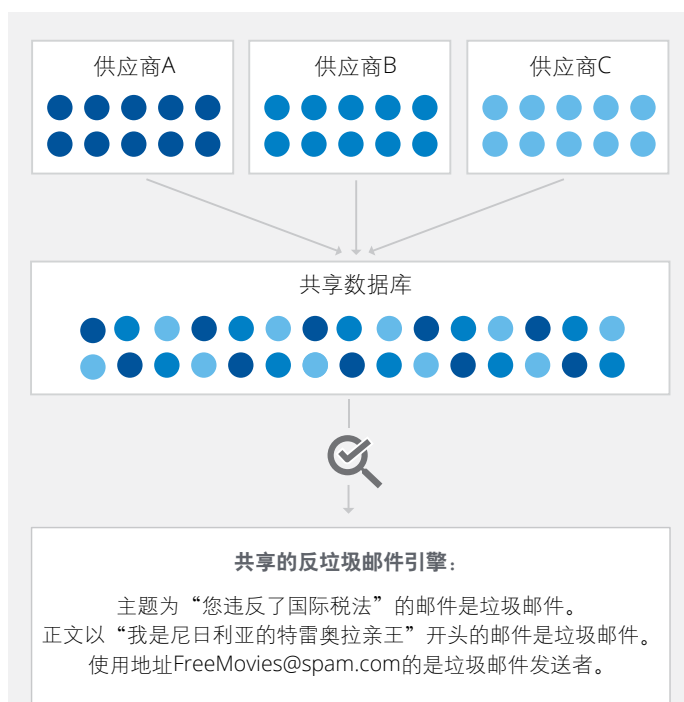 供应商A
供应商B
供应商C
共享数据库
共享的反垃圾邮件引擎：
主题为“您违反了国际税法”的邮件是垃圾邮件。
正文以“我是尼日利亚的特雷奥拉亲王”开头的邮件是垃圾邮件。
使用地址FreeMovies@spam.com的是垃圾邮件发送者。